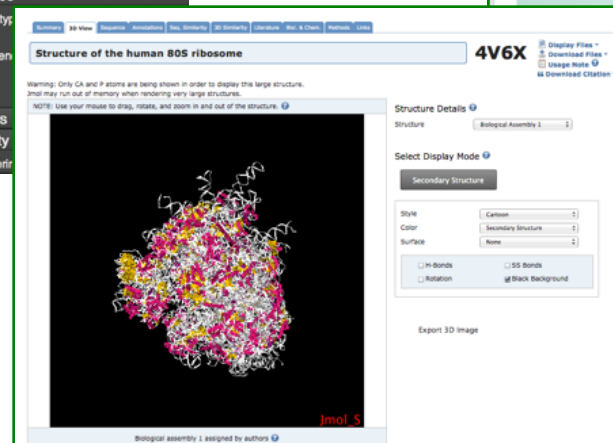 Summary 3D View Sequence Annotations Seq. Similarity 3D Similarity Literature Biol. & Chem. Methods Links
Structure of the human 80S ribosome
4V6X
Display Files
Download Files
Usage Note
Download Citation
Warning: Only CA and P atoms are being shown in order to display this large structure.
Jmol may run out of memory when rendering very large structures.
NOTE: Use your mouse to drag, rotate, and zoom in and out of the structure.
Structure Details
Structure Biological Assembly 1
Select Display Mode
Secondary Structure
Style Cartoon
Color Secondary Structure
Surface None
H-Bonds SS Bonds
Rotation Black Background
Export 3D Image
Jmol_S
Biological assembly 1 assigned by authors